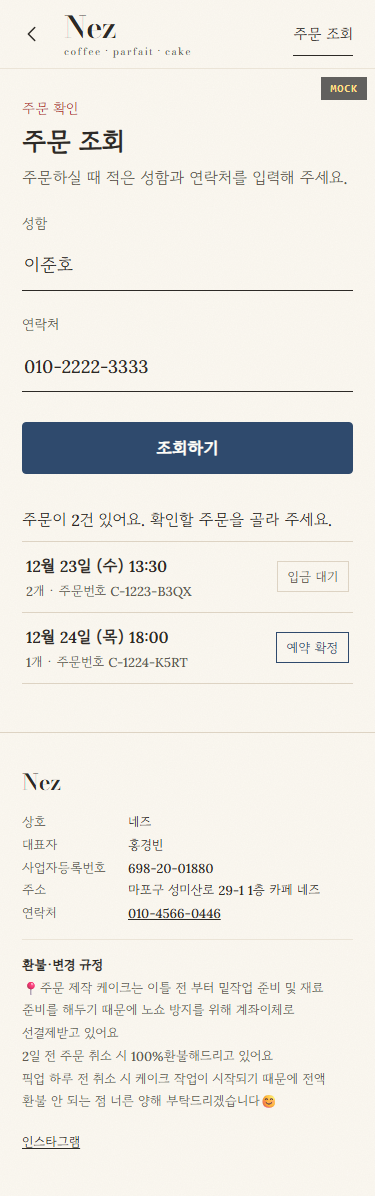 Nez
coffee · parfait · cake
주문 조회
MOCK
주문 확인
주문 조회
주문하실 때 적은 성함과 연락처를 입력해 주세요.
성함
이준호
연락처
010-2222-3333
조회하기
주문이 2건 있어요. 확인할 주문을 골라 주세요.
12월 23일 (수) 13:30
2개 · 주문번호 C-1223-B3QX
입금 대기
12월 24일 (목) 18:00
1개 · 주문번호 C-1224-K5RT
예약 확정
Nez
상호 네즈
대표자 홍경빈
사업자등록번호 698-20-01880
주소 마포구 성미산로 29-1 1층 카페 네즈
연락처 010-4566-0446
환불·변경 규정
📍주문 제작 케이크는 이틀 전 부터 밑작업 준비 및 재료
준비를 해두기 때문에 노쇼 방지를 위해 계좌이체로
선결제받고 있어요
2일 전 주문 취소 시 100%환불해드리고 있어요
픽업 하루 전 취소 시 케이크 작업이 시작되기 때문에 전액
환불 안 되는 점 너른 양해 부탁드리겠습니다😊
인스타그램